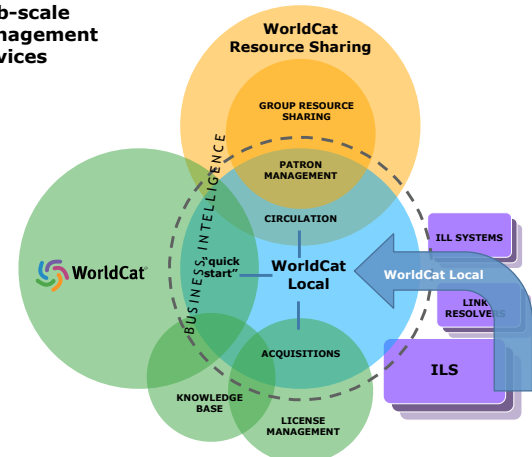 b-scale
nagement
vices
WorldCat
Resource Sharing
GROUP RESOURCE
SHARING
PATRON
MANAGEMENT
BUSINESS INTELLIGENCE
CIRCULATION
ILL SYSTEMS
WorldCat
"quick
start"
WorldCat
Local
WorldCat Local
LINK
RESOLVERS
ACQUISITIONS
ILS
KNOWLEDGE
BASE
LICENSE
MANAGEMENT